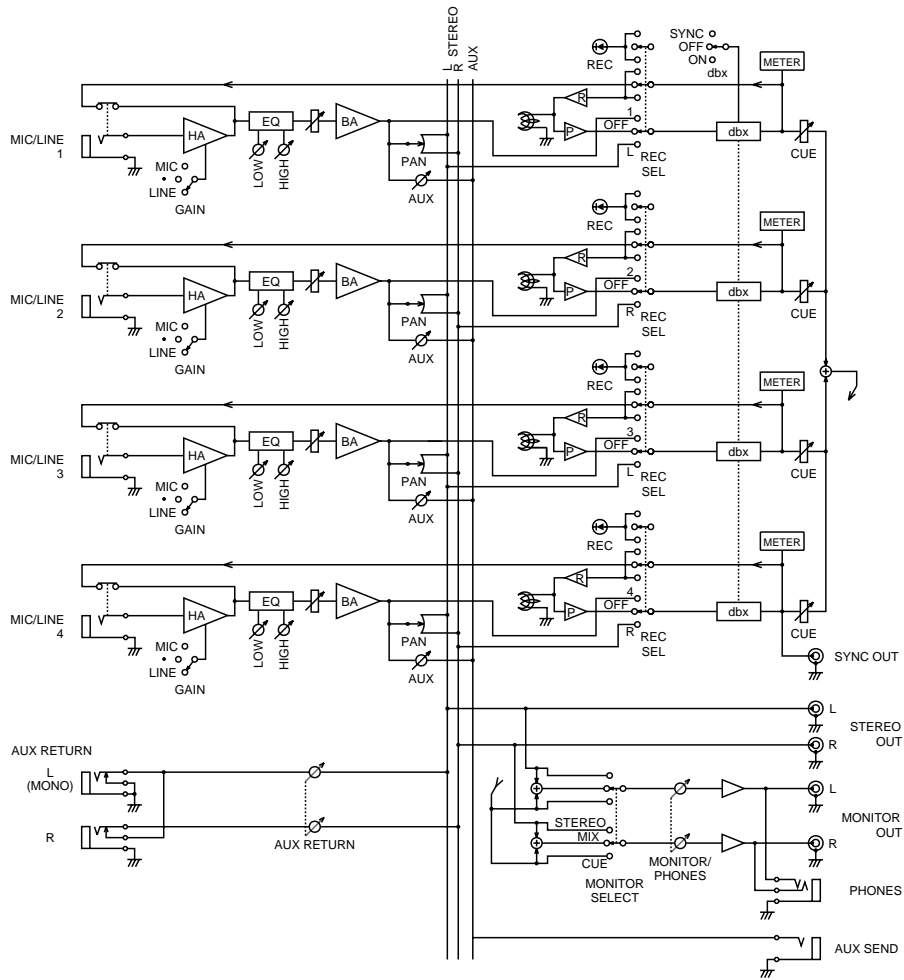 L STEREO
R
AUX
SYNC
OFF
ON
dbx
METER
REC
R
MIC/LINE
1
HA
EQ
BA
P
1
OFF
L
dbx
LOW
HIGH
PAN
AUX
REC
SEL
CUE
MIC
LINE
GAIN
METER
REC
R
MIC/LINE
2
HA
EQ
BA
P
2
OFF
R
dbx
LOW
HIGH
PAN
AUX
REC
SEL
CUE
MIC
LINE
GAIN
METER
REC
R
MIC/LINE
3
HA
EQ
BA
P
3
OFF
L
dbx
LOW
HIGH
PAN
AUX
REC
SEL
CUE
MIC
LINE
GAIN
METER
REC
R
MIC/LINE
4
HA
EQ
BA
P
4
OFF
R
dbx
LOW
HIGH
PAN
AUX
REC
SEL
CUE
MIC
LINE
GAIN
SYNC OUT
L
STEREO
OUT
R
AUX RETURN
L
(MONO)
R
AUX RETURN
STEREO
MIX
CUE
MONITOR
SELECT
MONITOR/
PHONES
L
MONITOR
OUT
R
PHONES
AUX SEND